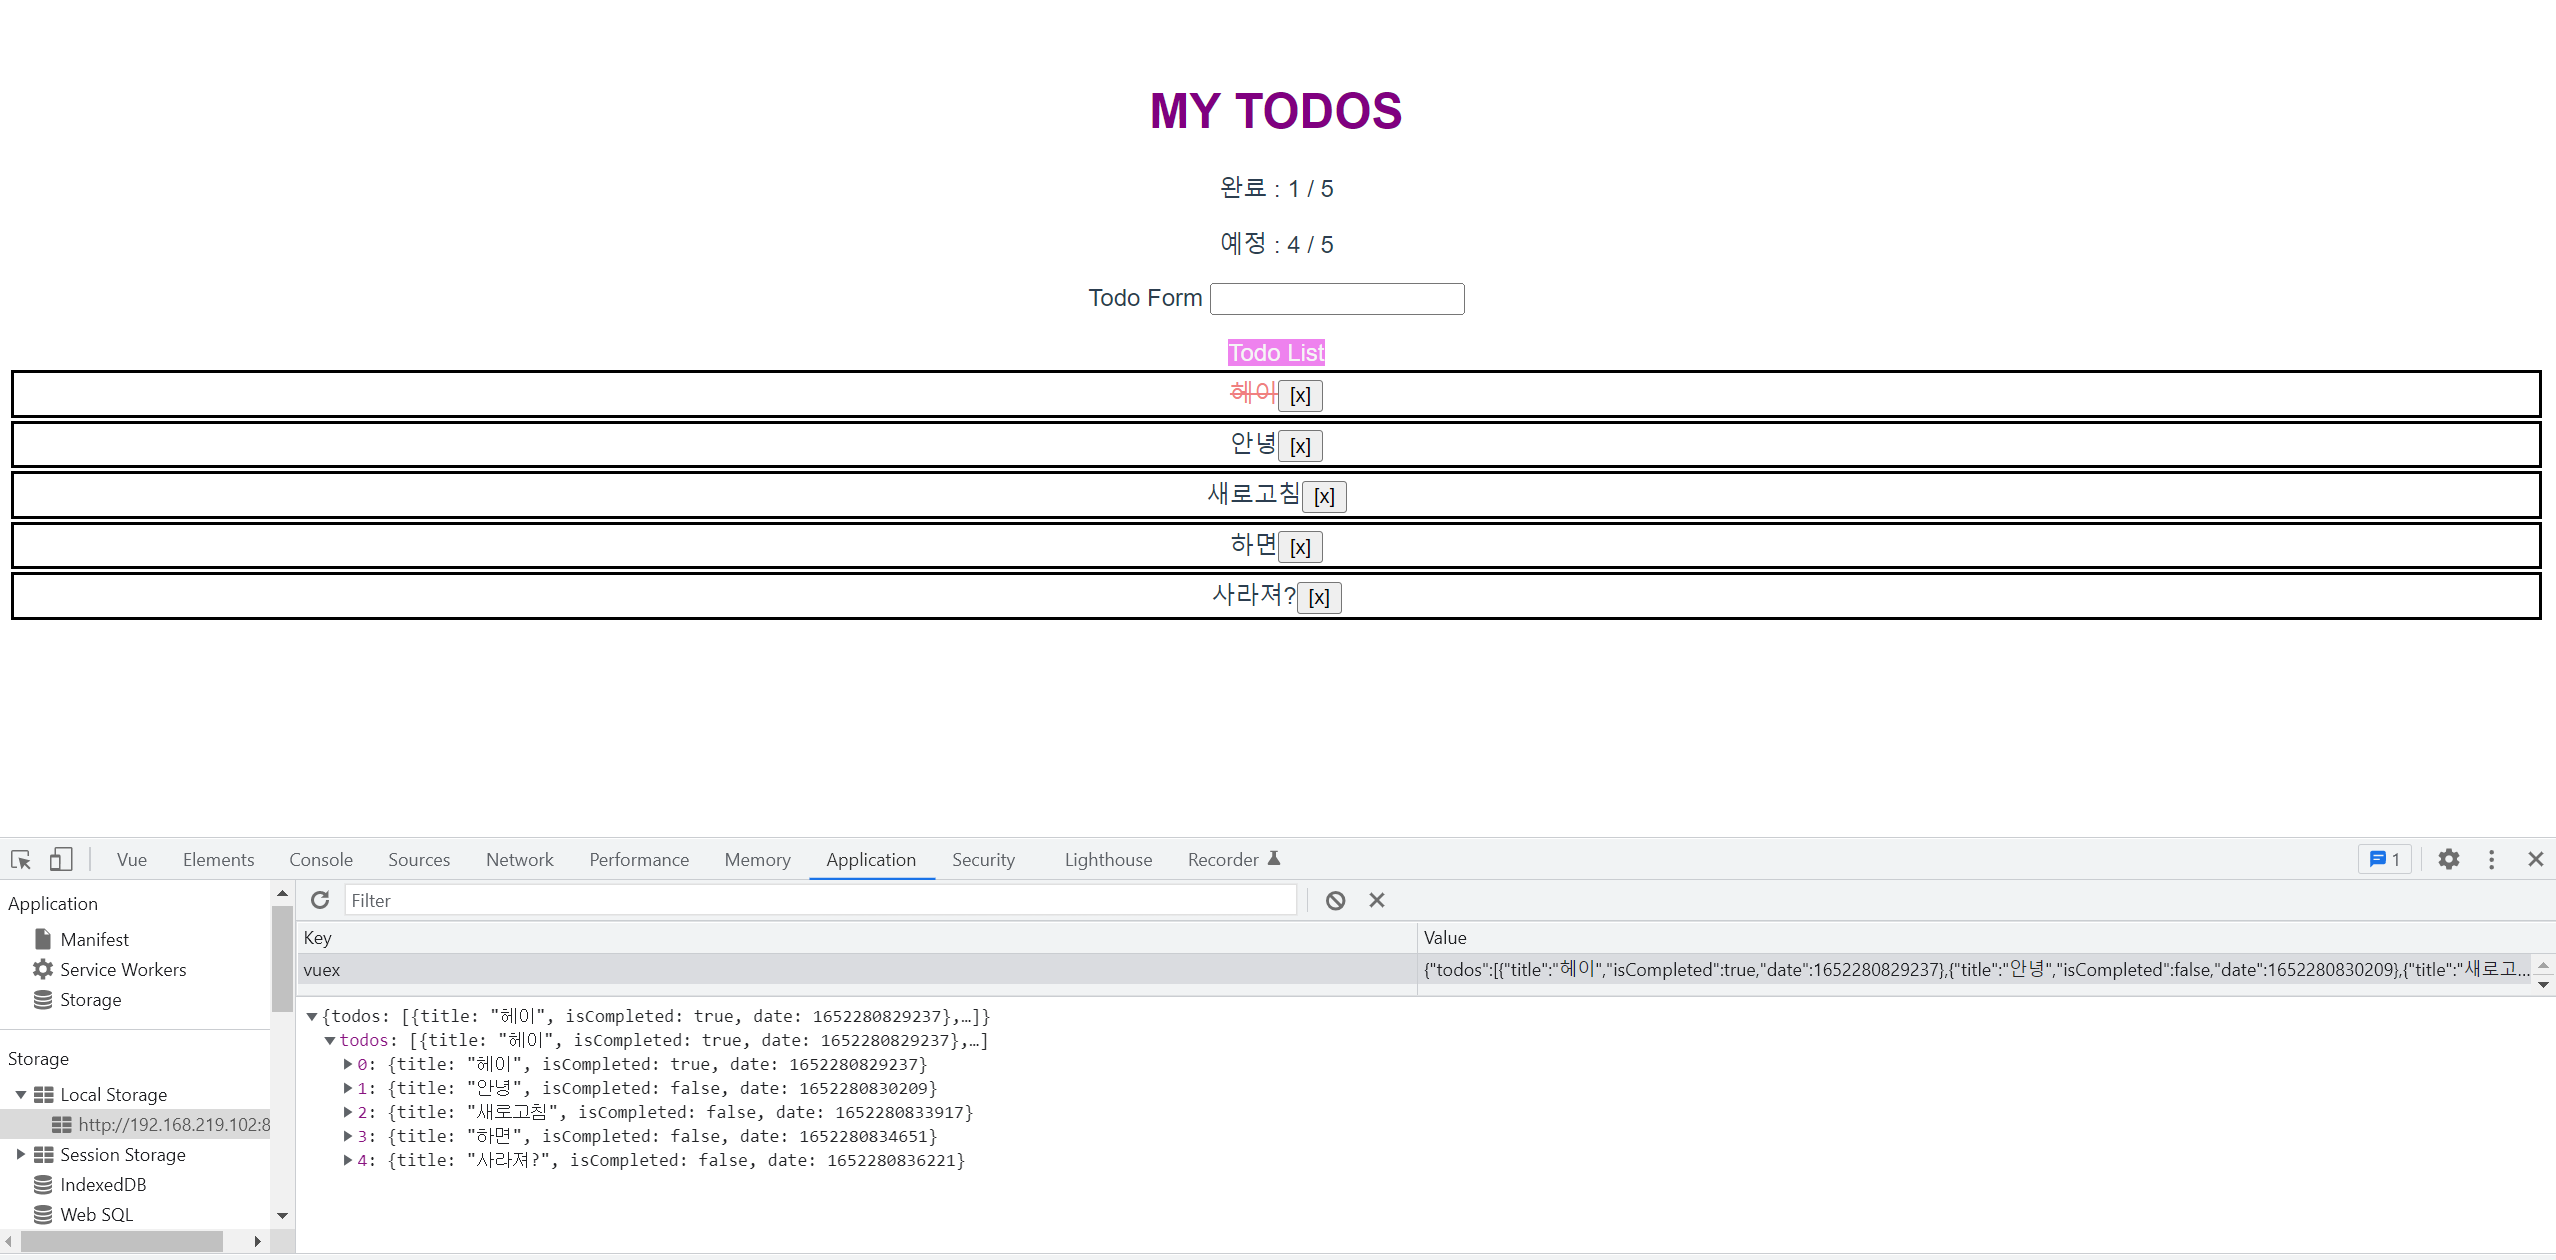 MY TODOS
완료 : 1 / 5
예정 : 4 / 5
Todo Form
Todo List
헤이[x]
안녕[x]
새로고침[x]
하면[x]
사라져?[x]
Vue Elements Console Sources Network Performance Memory Application Security Lighthouse Recorder 1
Application
Manifest
Service Workers
Storage
Storage
Local Storage
http://192.168.219.102:8
Session Storage
IndexedDB
Web SQL
Filter
Key Value
vuex {"todos":[{"title":"헤이","isCompleted":true,"date":1652280829237},{"title":"안녕","isCompleted":false,"date":1652280830209},{"title":"새로고...
{todos: [{title: "헤이", isCompleted: true, date: 1652280829237},…]}
todos: [{title: "헤이", isCompleted: true, date: 1652280829237},…]
0: {title: "헤이", isCompleted: true, date: 1652280829237}
1: {title: "안녕", isCompleted: false, date: 1652280830209}
2: {title: "새로고침", isCompleted: false, date: 1652280833917}
3: {title: "하면", isCompleted: false, date: 1652280834651}
4: {title: "사라져?", isCompleted: false, date: 1652280836221}